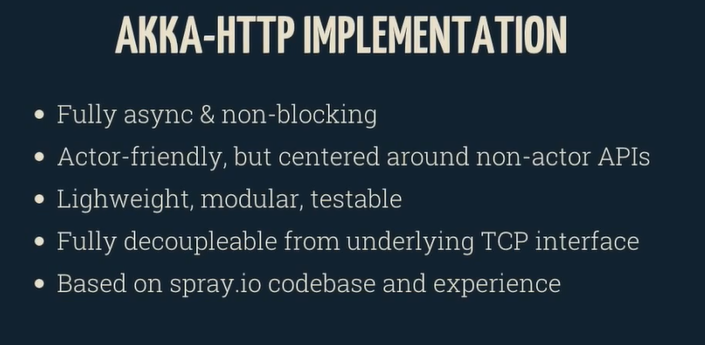 AKKA-HTTP IMPLEMENTATION
• Fully async & non-blocking
• Actor-friendly, but centered around non-actor APIs
• Lighweight, modular, testable
• Fully decoupleable from underlying TCP interface
• Based on spray.io codebase and experience